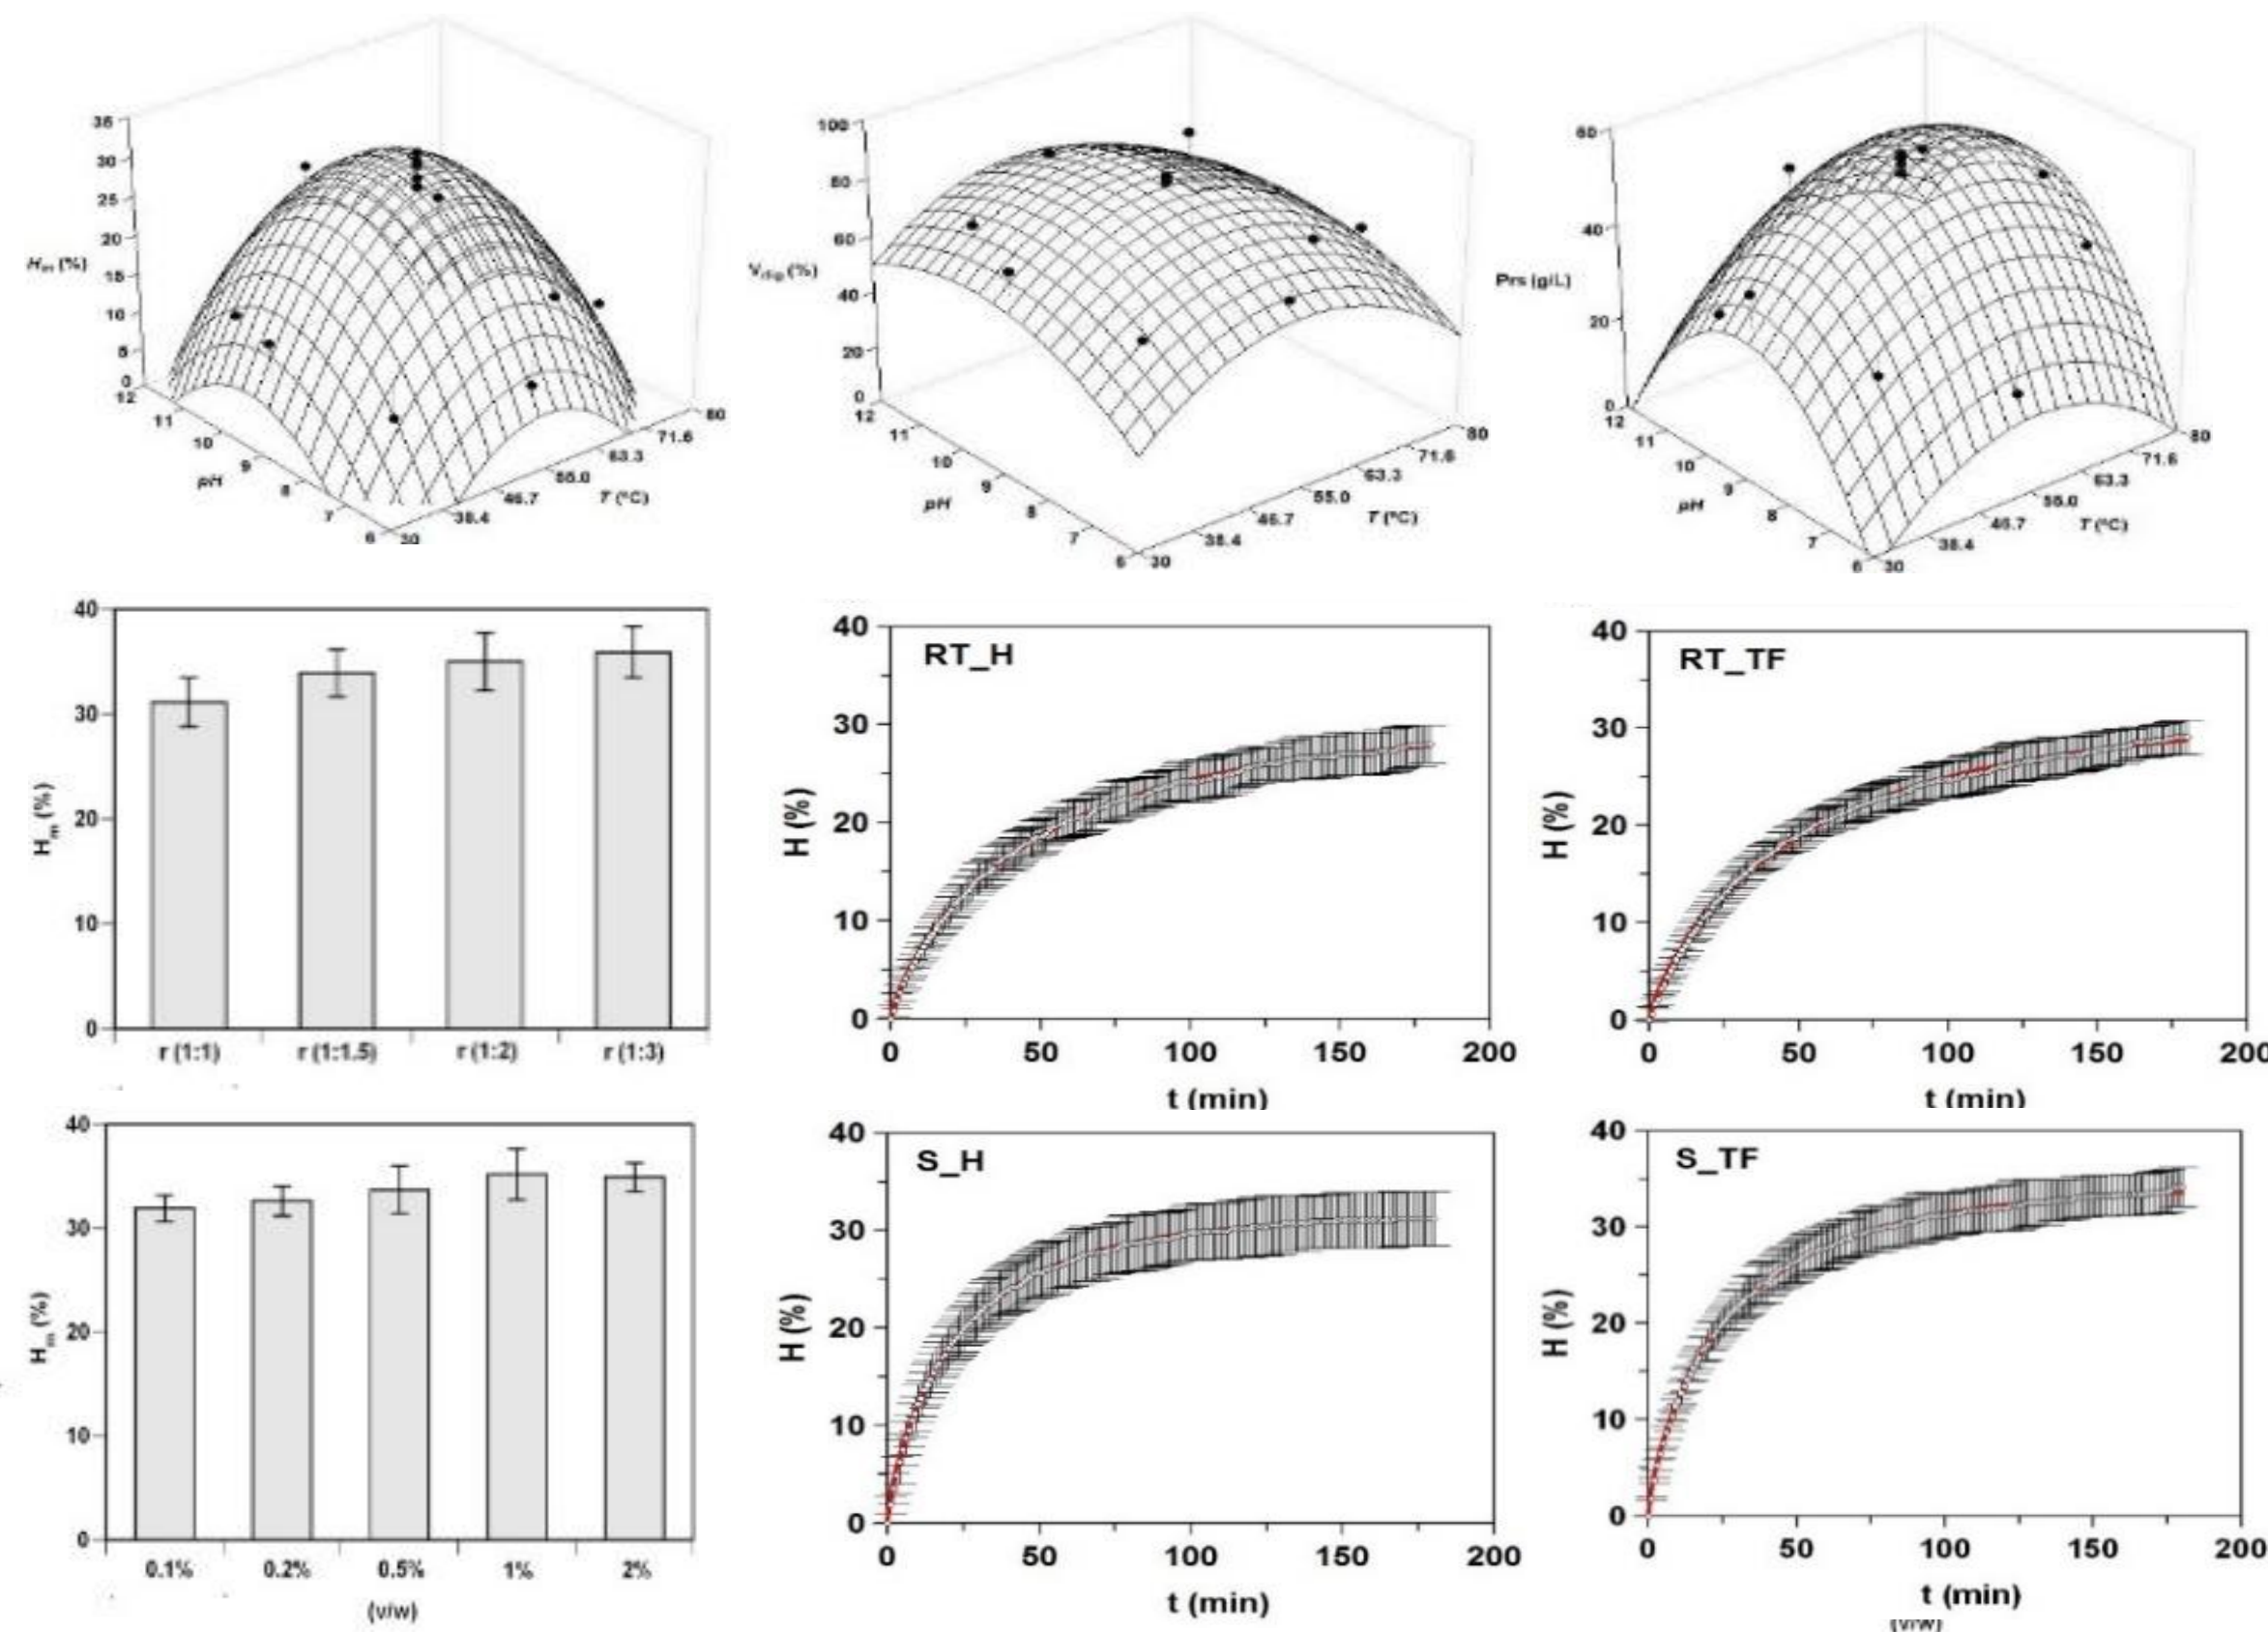 35
30
25
20
15
10
5
0
Hm (%)
12
11
10
9
8
7
6
pH
30
38.4
46.7
55.0
63.3
71.6
80
T (ºC)
100
80
60
40
20
0
Vdig (%)
12
11
10
9
8
7
6
pH
30
38.4
46.7
55.0
63.3
71.6
80
T (ºC)
60
40
20
0
Prs (g/L)
12
11
10
9
8
7
6
pH
30
38.4
46.7
55.0
63.3
71.6
80
T (ºC)
40
30
20
10
0
Hm (%)
r (1:1) r (1:1.5) r (1:2) r (1:3)
RT_H
40
30
20
10
0
H (%)
0 50 100 150 200
t (min)
RT_TF
40
30
20
10
0
H (%)
0 50 100 150 200
t (min)
40
30
20
10
0
Hm (%)
0.1% 0.2% 0.5% 1% 2%
(v/w)
S_H
40
30
20
10
0
H (%)
0 50 100 150 200
t (min)
S_TF
40
30
20
10
0
H (%)
0 50 100 150 200
t (min)
(v/w)